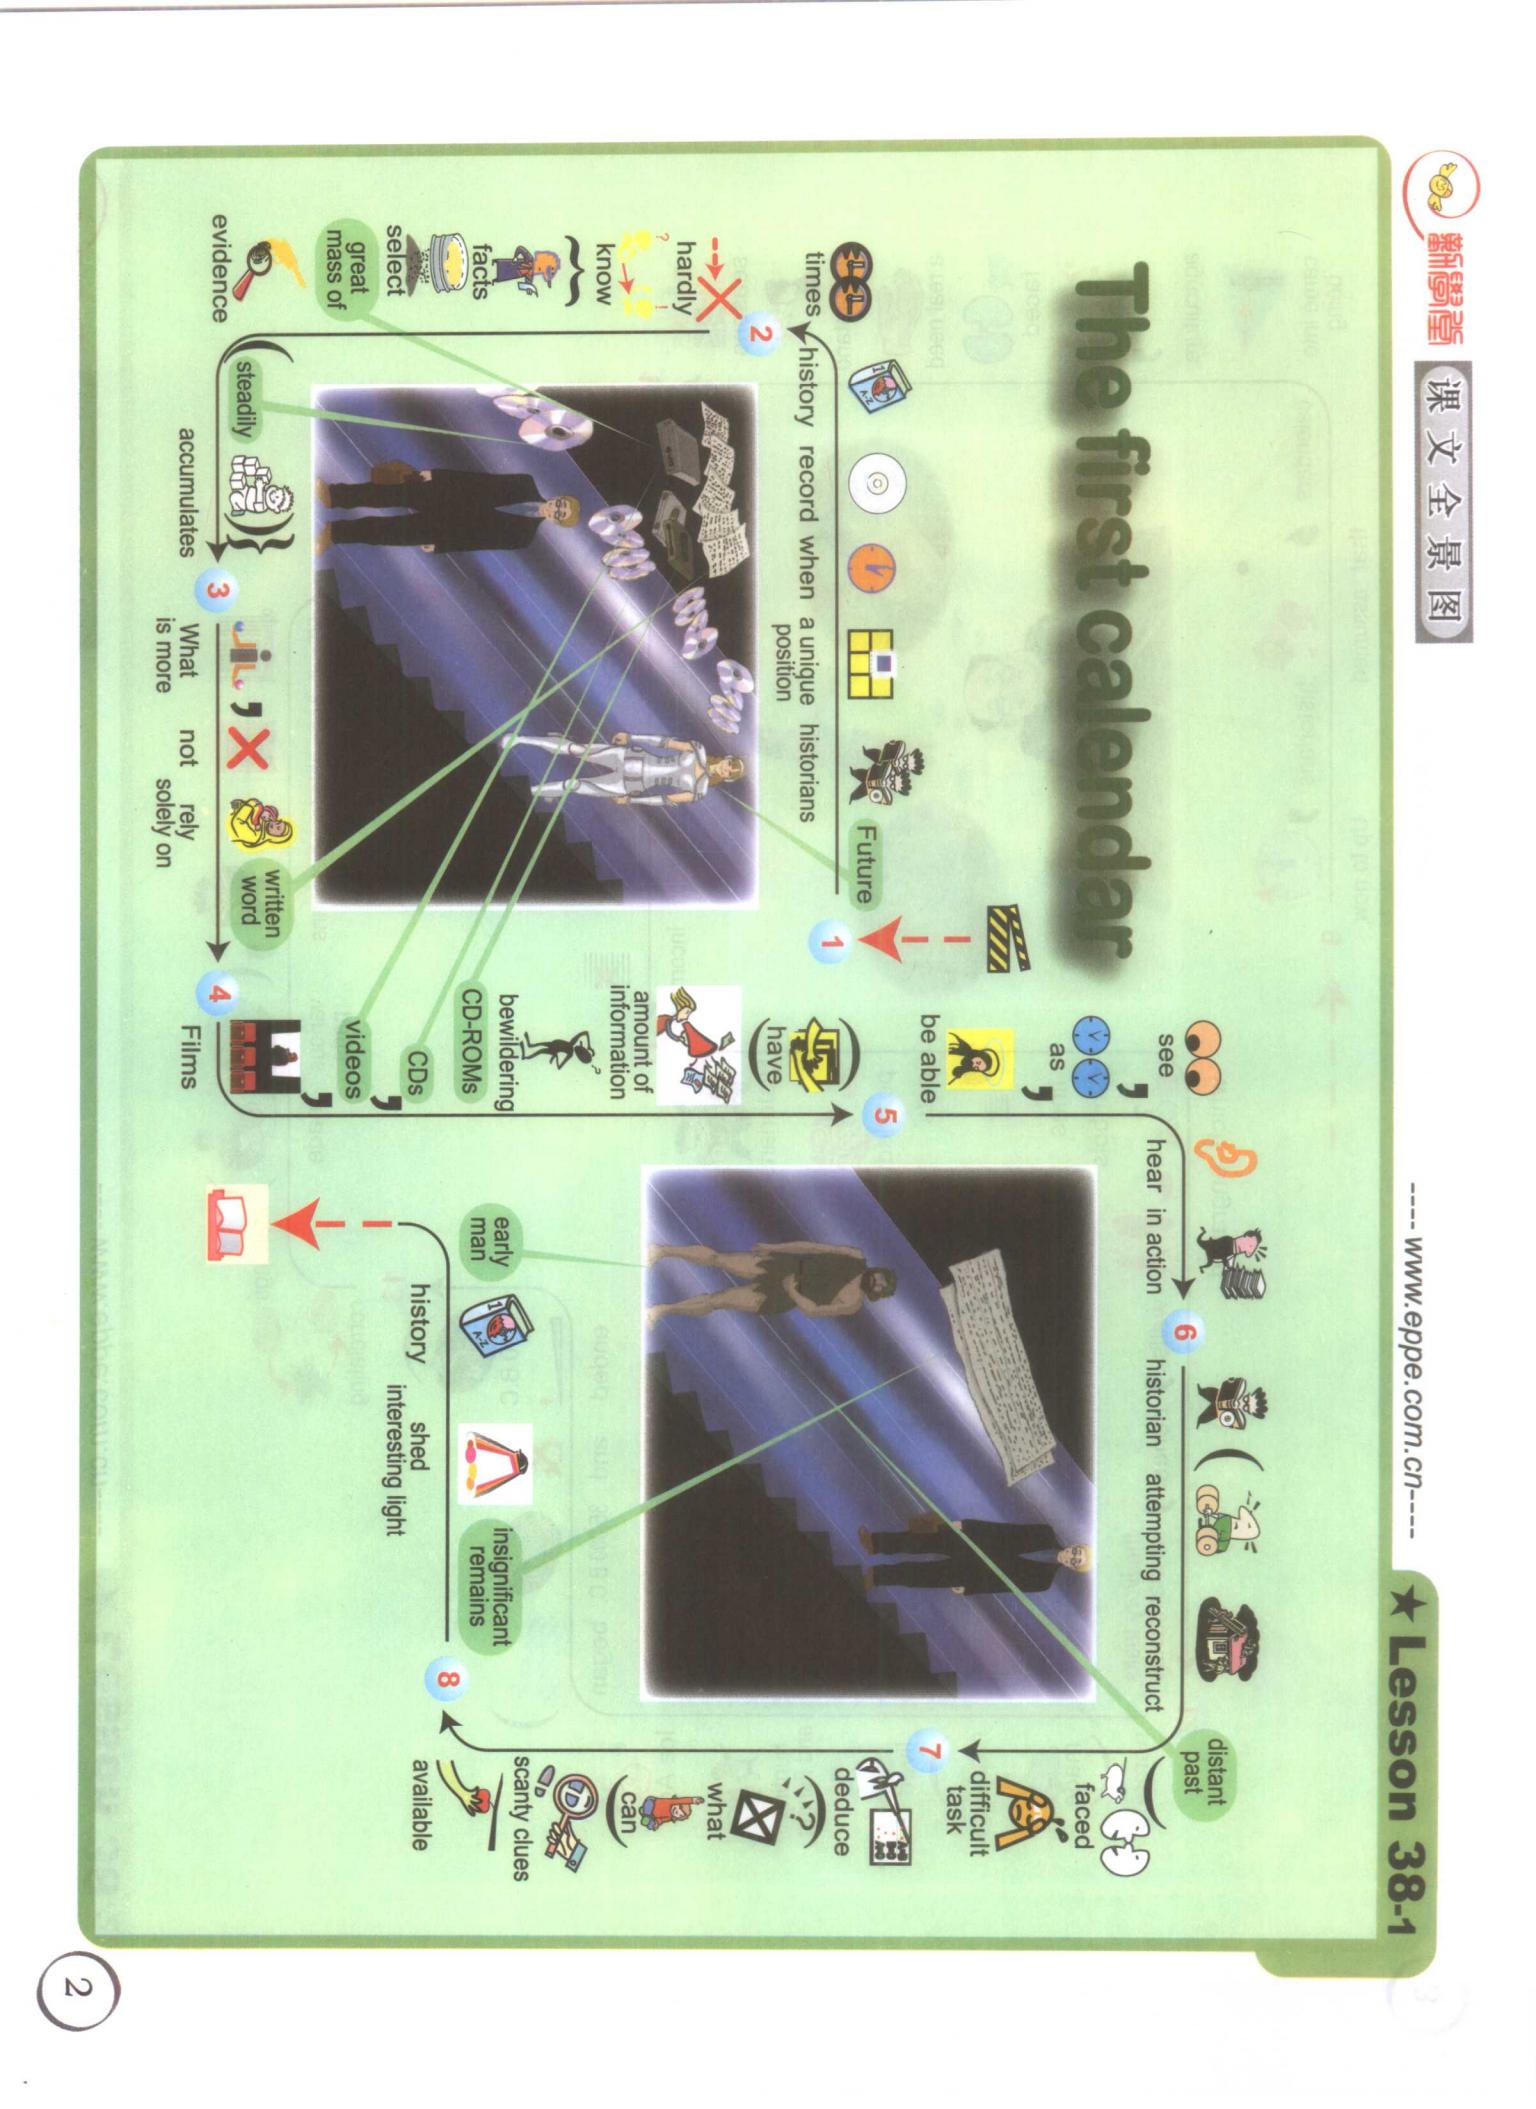 新學堂
课文全景图
----www.eppe.com.cn----
★ Lesson 38-1
The first calendar
1
Future
historians
a unique
position
when
record
history
times
2
hardly
know
facts
select
great
mass of
evidence
steadily
accumulates
3
What
is more
,
not
rely
solely on
written
word
4
Films
,
videos
,
CDs
CD-ROMs
bewildering
amount of
information
(have)
5
be able
,
as
,
see
hear
in action
6
historian
(
attempting
reconstruct
distant
past
)
faced
difficult
task
7
deduce
what
(can)
scanty clues
available
8
insignificant
remains
shed
interesting light
history
early
man
2